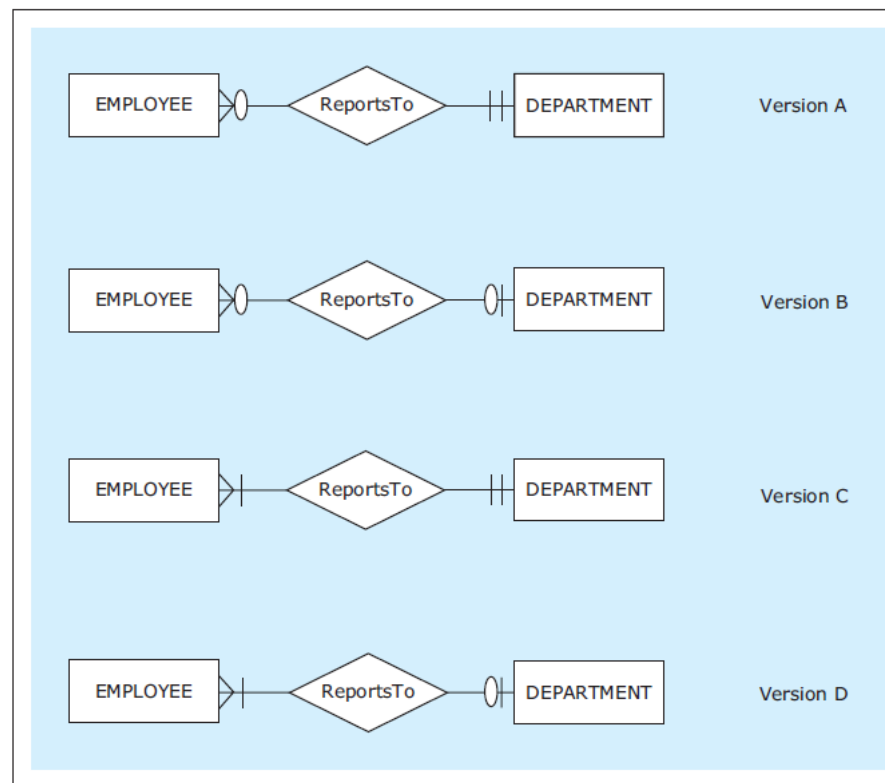 EMPLOYEE ReportsTo DEPARTMENT Version A
EMPLOYEE ReportsTo DEPARTMENT Version B
EMPLOYEE ReportsTo DEPARTMENT Version C
EMPLOYEE ReportsTo DEPARTMENT Version D